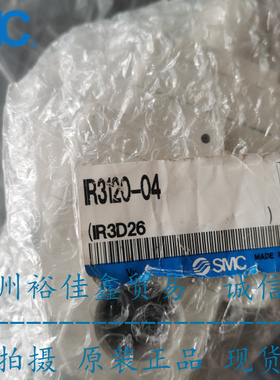 IR3120-04
(IR3D26
)
SMC
MADE
州裕佳鑫贸易 诚信
拍摄 原装正品 现货